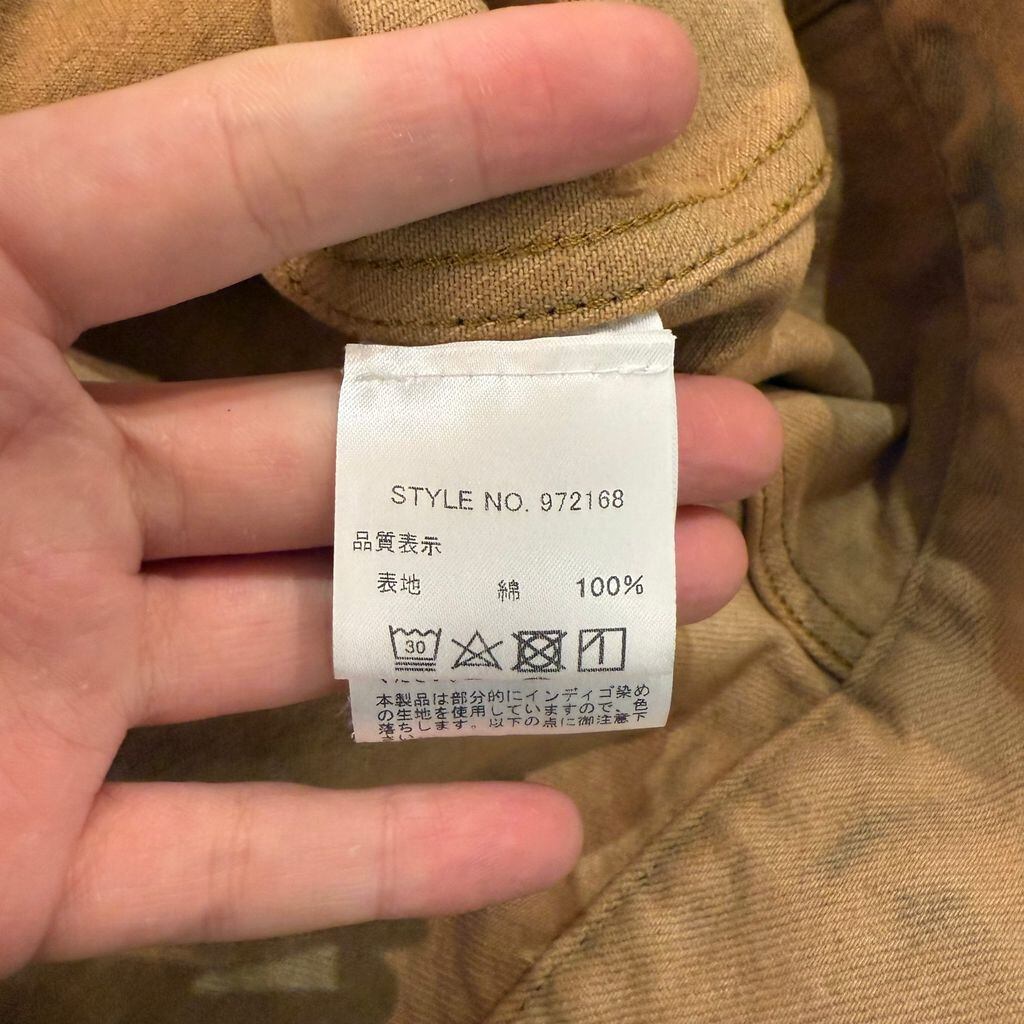 STYLE NO. 972168
品質表示
表地 綿 100%
30
本製品は部分的にインディゴ染め
の生地を使用していますので、色
落ちします。以下の点に御注意下
さい